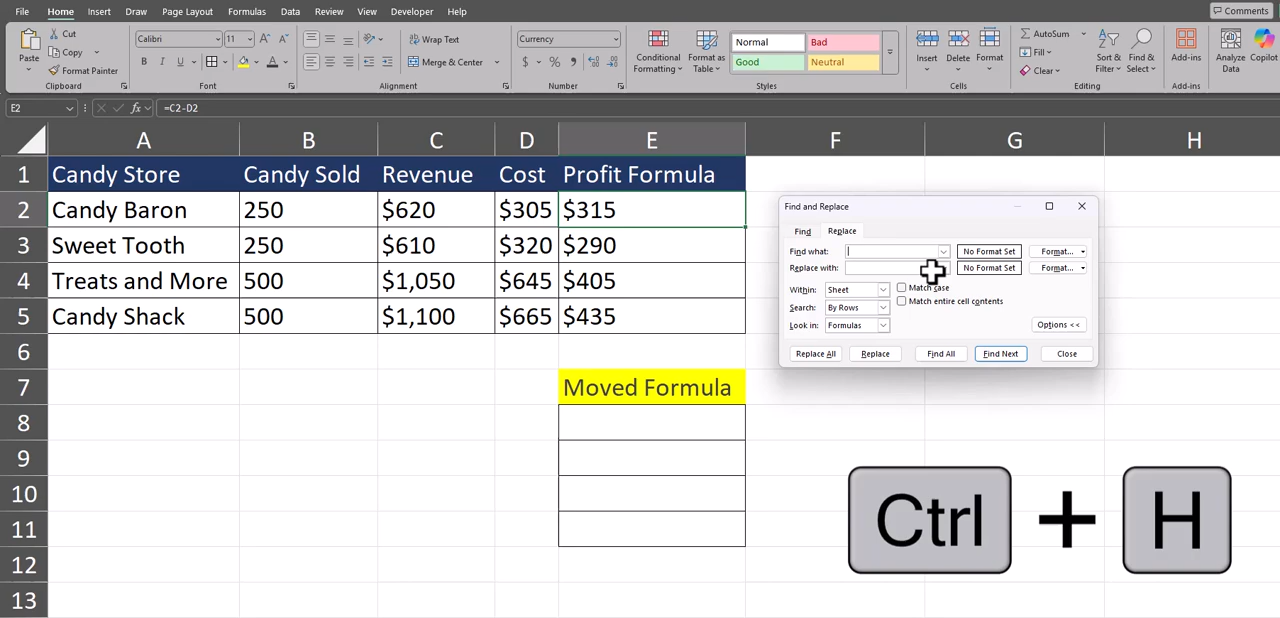 File Home Insert Draw Page Layout Formulas Data Review View Developer Help Comments
Paste Cut Copy Format Painter Clipboard
Calibri 11 B I U A Font
Wrap Text Merge & Center Alignment
Currency $ % Number
Conditional Formatting Format as Table Normal Bad Good Neutral Styles
Insert Delete Format Cells
AutoSum Fill Clear Sort & Filter Find & Select Editing
Add-ins Add-ins Analyze Data Copilot
E2 fx =C2-D2
A B C D E F G H
1 Candy Store Candy Sold Revenue Cost Profit Formula
2 Candy Baron 250 $620 $305 $315
3 Sweet Tooth 250 $610 $320 $290
4 Treats and More 500 $1,050 $645 $405
5 Candy Shack 500 $1,100 $665 $435
6
7 Moved Formula
8
9
10
11
12
13
Find and Replace
Find Replace
Find what: No Format Set Format...
Replace with: No Format Set Format...
Within: Sheet Match case
Search: By Rows Match entire cell contents
Look in: Formulas Options <<
Replace All Replace Find All Find Next Close
Ctrl + H